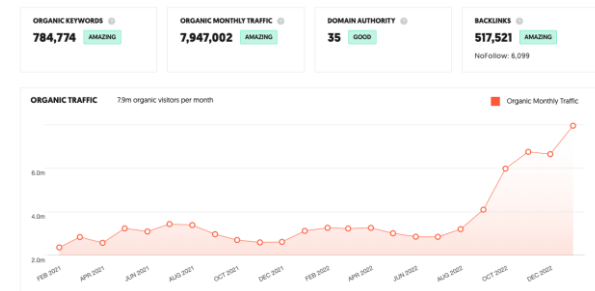 ORGANIC KEYWORDS
784,774 AMAZING
ORGANIC MONTHLY TRAFFIC
7,947,002 AMAZING
DOMAIN AUTHORITY
35 GOOD
BACKLINKS
517,521 AMAZING
NoFollow: 6,099
ORGANIC TRAFFIC 7.9m organic visitors per month
Organic Monthly Traffic
6.0m
4.0m
2.0m
FEB 2021 APR 2021 JUN 2021 AUG 2021 OCT 2021 DEC 2021 FEB 2022 APR 2022 JUN 2022 AUG 2022 OCT 2022 DEC 2022